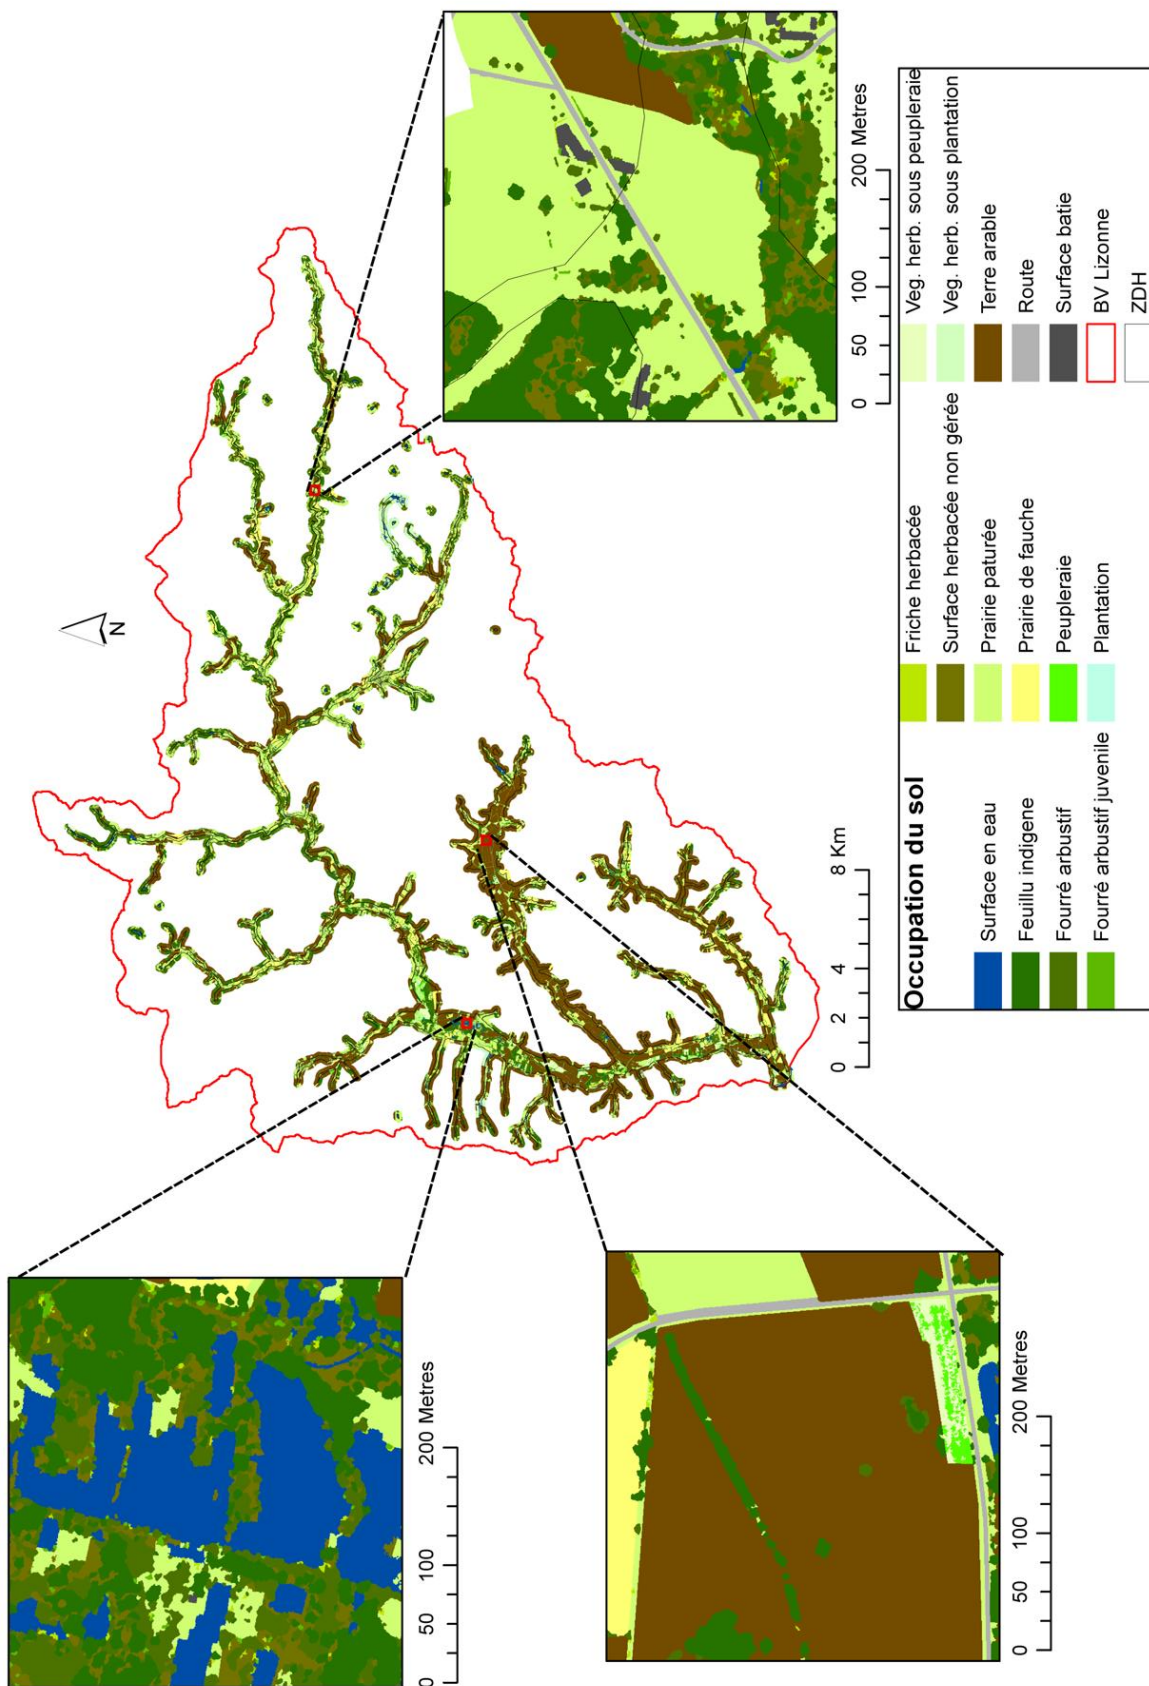 N
0 50 100 200 Metres
0 2 4 8 Km
0 50 100 200 Metres
0 50 100 200 Metres
Occupation du sol
Surface en eau
Feuillu indigene
Fourré arbustif
Fourré arbustif juvenile
Friche herbacée
Surface herbacée non gérée
Prairie paturée
Prairie de fauche
Peupleraie
Plantation
Veg. herb. sous peupleraie
Veg. herb. sous plantation
Terre arable
Route
Surface batie
BV Lizonne
ZDH